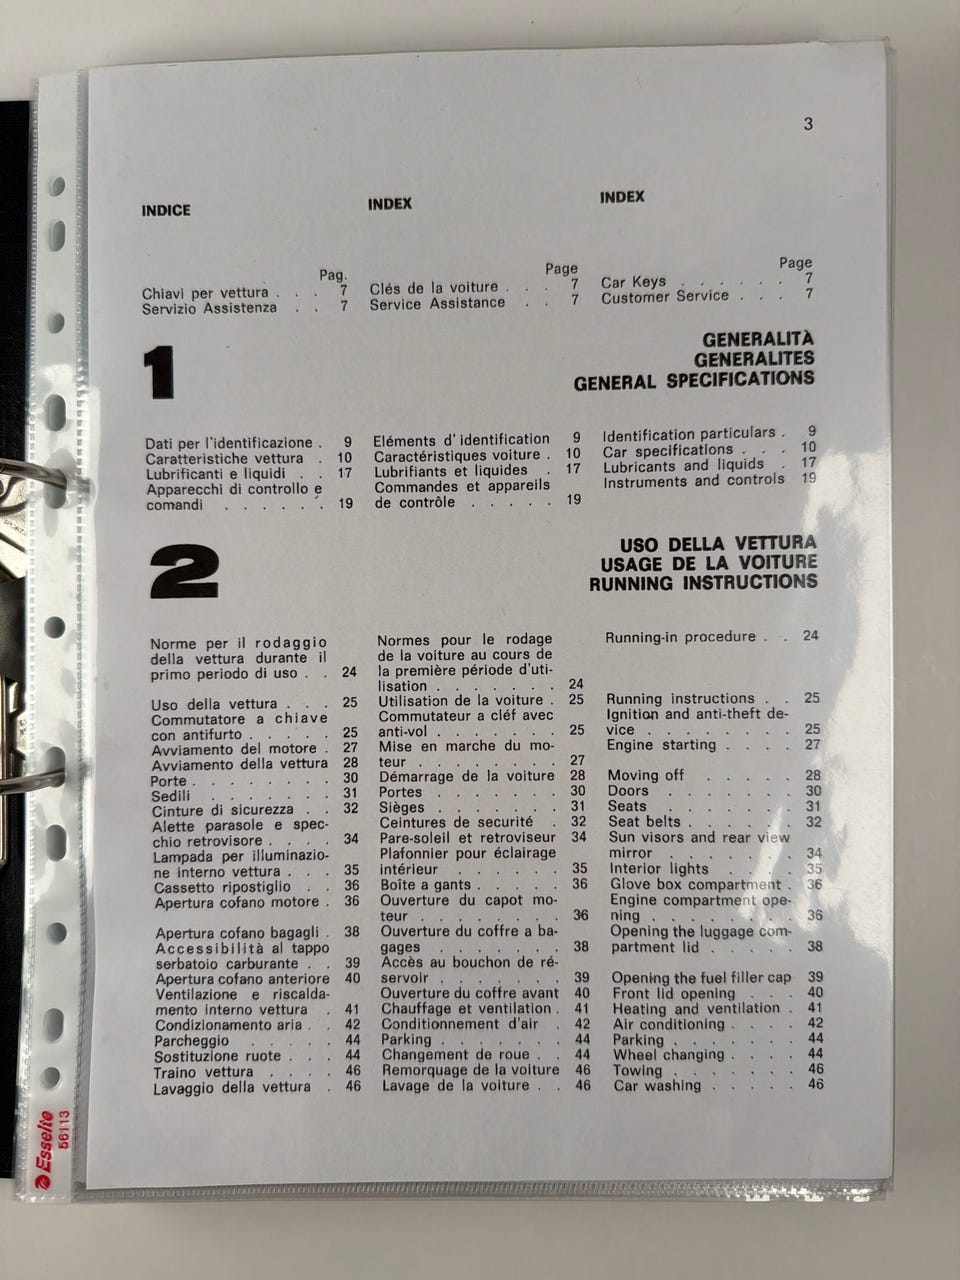 3
INDICE
Pag.
Chiavi per vettura . . . 7
Servizio Assistenza . . 7
INDEX
Page
Clés de la voiture . . . 7
Service Assistance . . 7
INDEX
Page
Car Keys . . . . . . 7
Customer Service . . . 7
1
GENERALITÀ
GENERALITES
GENERAL SPECIFICATIONS
Dati per l'identificazione . 9
Caratteristiche vettura . 10
Lubrificanti e liquidi . . 17
Apparecchi di controllo e
comandi . . . . . . 19
Eléments d'identification 9
Caractéristiques voiture . 10
Lubrifiants et liquides . 17
Commandes et appareils
de contrôle . . . . . 19
Identification particulars . 9
Car specifications . . . 10
Lubricants and liquids . 17
Instruments and controls 19
2
USO DELLA VETTURA
USAGE DE LA VOITURE
RUNNING INSTRUCTIONS
Norme per il rodaggio
della vettura durante il
primo periodo di uso . . 24
Uso della vettura . . . 25
Commutatore a chiave
con antifurto . . . . . 25
Avviamento del motore . 27
Avviamento della vettura 28
Porte . . . . . . . . 30
Sedili . . . . . . . 31
Cinture di sicurezza . . 32
Alette parasole e spec-
chio retrovisore . . . . 34
Lampada per illuminazio-
ne interno vettura . . . 35
Cassetto ripostiglio . . 36
Apertura cofano motore . 36
Apertura cofano bagagli . 38
Accessibilità al tappo
serbatoio carburante . . 39
Apertura cofano anteriore 40
Ventilazione e riscalda-
mento interno vettura . 41
Condizionamento aria . . 42
Parcheggio . . . . . 44
Sostituzione ruote . . . 44
Traino vettura . . . . 46
Lavaggio della vettura . 46
Normes pour le rodage
de la voiture au cours de
la première période d'uti-
lisation . . . . . . . 24
Utilisation de la voiture . 25
Commutateur a cléf avec
anti-vol . . . . . . . 25
Mise en marche du mo-
teur . . . . . . . . 27
Démarrage de la voiture 28
Portes . . . . . . . 30
Sièges . . . . . . . 31
Ceintures de securité . 32
Pare-soleil et retroviseur 34
Plafonnier pour éclairage
intérieur . . . . . . 35
Boîte a gants . . . . . 36
Ouverture du capot mo-
teur . . . . . . . . 36
Ouverture du coffre a ba-
gages . . . . . . . 38
Accès au bouchon de ré-
servoir . . . . . . . 39
Ouverture du coffre avant 40
Chauffage et ventilation . 41
Conditionnement d'air . 42
Parking . . . . . . . 44
Changement de roue . . 44
Remorquage de la voiture 46
Lavage de la voiture . . 46
Running-in procedure . . 24
Running instructions . . 25
Ignition and anti-theft de-
vice . . . . . . . . 25
Engine starting . . . . 27
Moving off . . . . . 28
Doors . . . . . . . 30
Seats . . . . . . . 31
Seat belts . . . . . . 32
Sun visors and rear view
mirror . . . . . . . 34
Interior lights . . . . 35
Glove box compartment . 36
Engine compartment ope-
ning . . . . . . . . 36
Opening the luggage com-
partment lid . . . . . 38
Opening the fuel filler cap 39
Front lid opening . . . 40
Heating and ventilation . 41
Air conditioning . . . . 42
Parking . . . . . . . 44
Wheel changing . . . . 44
Towing . . . . . . . 46
Car washing . . . . . 46
Esselte
56113